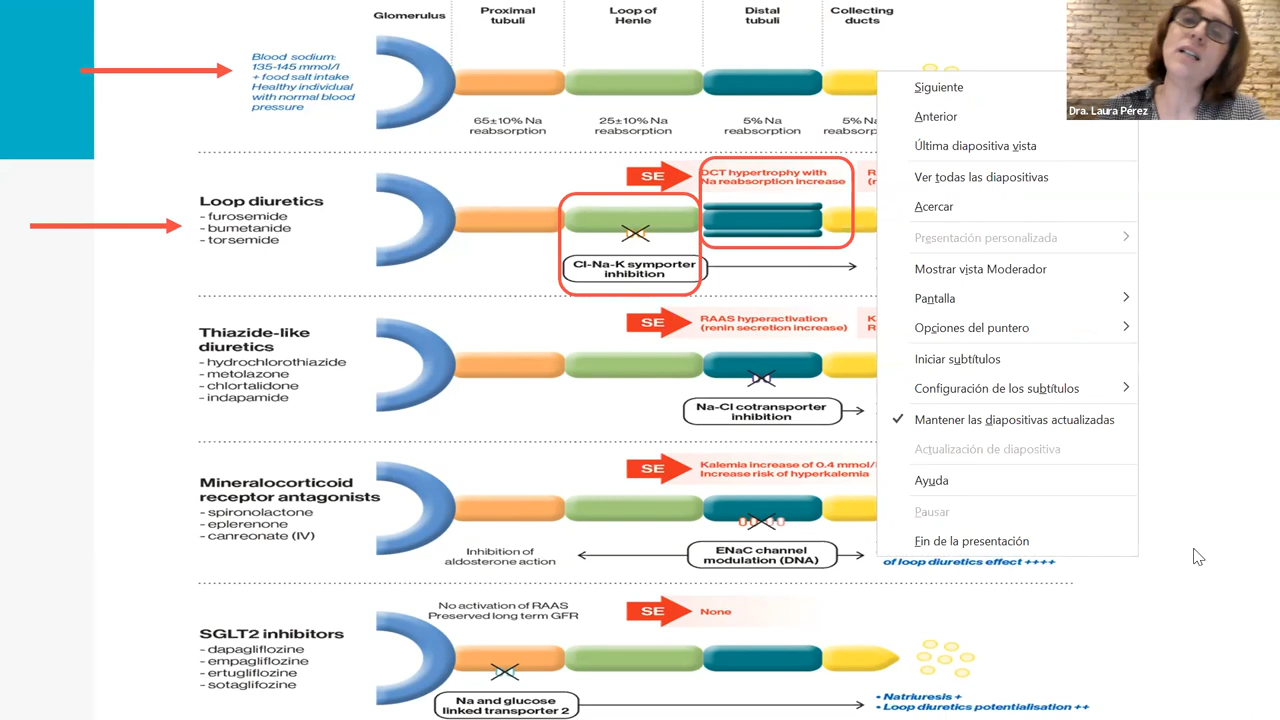 Glomerulus
Proximal
tubuli
Loop of
Henle
Distal
tubuli
Collecting
ducts
Blood sodium:
135-145 mmol/l
+ food salt intake
Healthy individual
with normal blood
pressure
65±10% Na
reabsorption
25±10% Na
reabsorption
5% Na
reabsorption
5% Na
reabsorp
Dra. Laura Pérez
Loop diuretics
- furosemide
- bumetanide
- torsemide
SE
DCT hypertrophy with
Na reabsorption increase
Cl-Na-K symporter
inhibition
Thiazide-like
diuretics
- hydrochlorothiazide
- metolazone
- chlortalidone
- indapamide
SE
RAAS hyperactivation
(renin secretion increase)
Na-Cl cotransporter
inhibition
Mineralocorticoid
receptor antagonists
- spironolactone
- eplerenone
- canreonate (IV)
SE
Kalemia increase of 0.4 mmol/
Increase risk of hyperkalemia
Inhibition of
aldosterone action
ENaC channel
modulation (DNA)
of loop diuretics effect ++++
SGLT2 inhibitors
- dapagliflozine
- empagliflozine
- ertugliflozine
- sotaglifozine
No activation of RAAS
Preserved long term GFR
SE
None
Na and glucose
linked transporter 2
• Natriuresis +
• Loop diuretics potentialisation ++
Siguiente
Anterior
Última diapositiva vista
Ver todas las diapositivas
Acercar
Presentación personalizada
Mostrar vista Moderador
Pantalla
Opciones del puntero
Iniciar subtítulos
Configuración de los subtítulos
Mantener las diapositivas actualizadas
Actualización de diapositiva
Ayuda
Pausar
Fin de la presentación